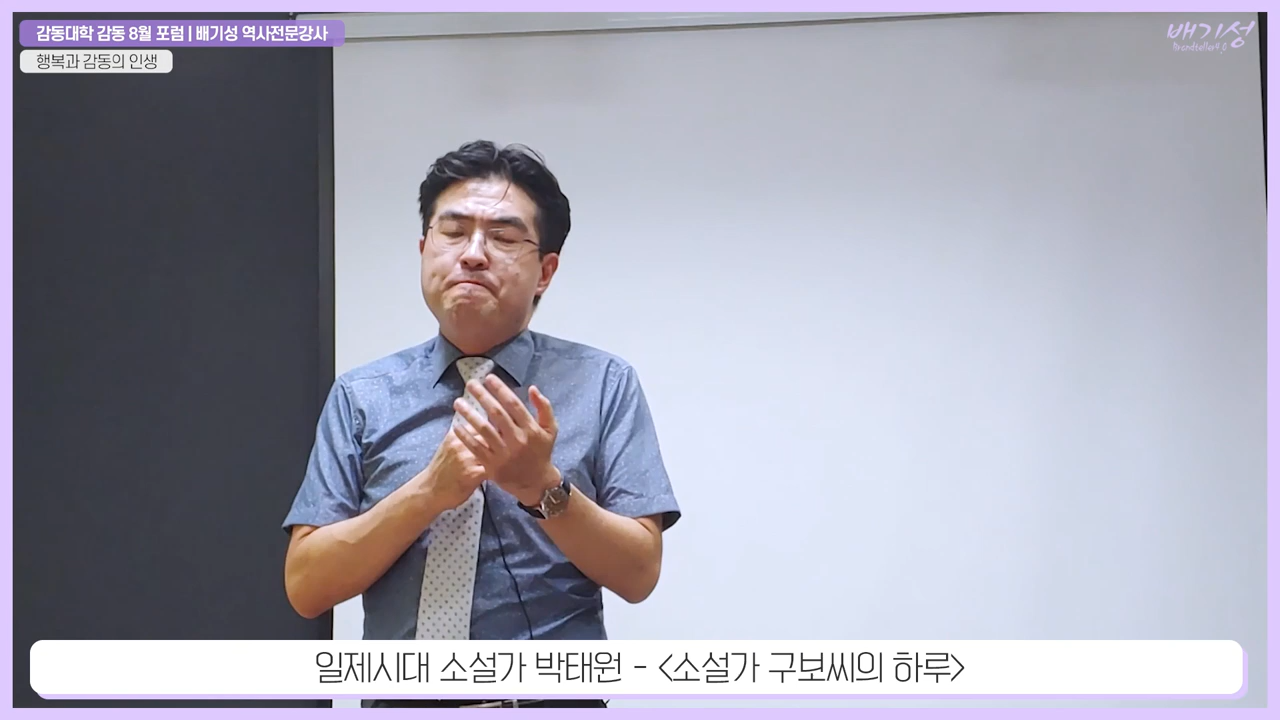 감동대학 감동 8월 포럼 | 배기성 역사전문강사
행복과 감동의 인생
배기성
일제시대 소설가 박태원 - <소설가 구보씨의 하루>